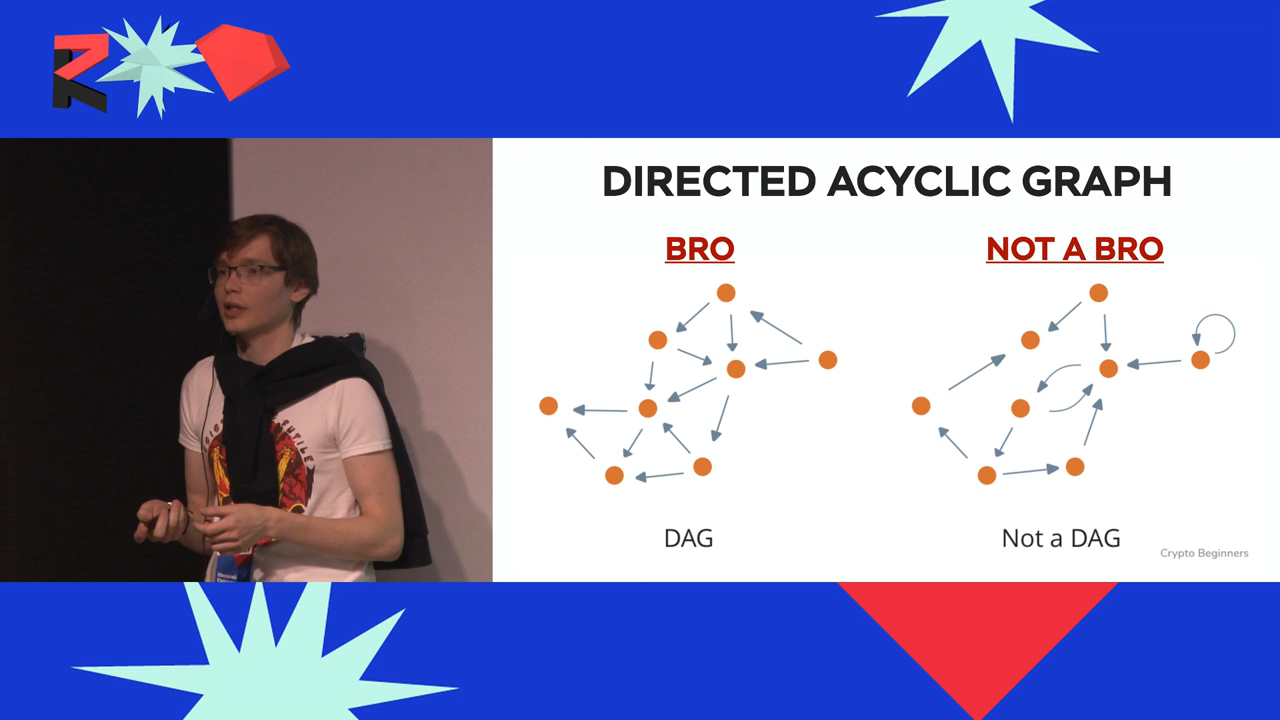 DIRECTED ACYCLIC GRAPH
BRO
NOT A BRO
DAG
Not a DAG
Crypto Beginners